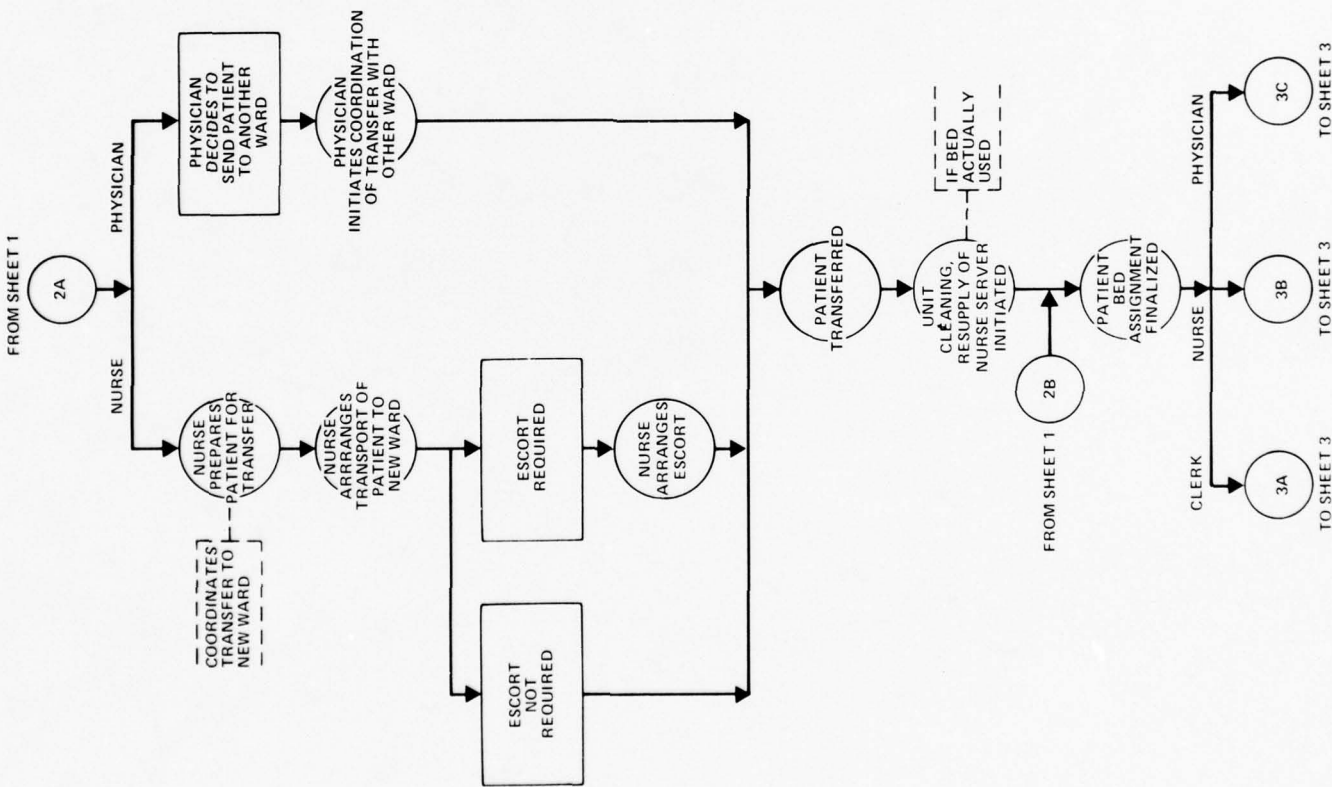 FROM SHEET 1
2A
NURSE
PHYSICIAN
PHYSICIAN
DECIDES TO
SEND PATIENT
TO ANOTHER
WARD
PHYSICIAN
INITIATES COORDINATION
OF TRANSFER WITH
OTHER WARD
COORDINATES
TRANSFER TO
NEW WARD
NURSE
PREPARES
PATIENT FOR
TRANSFER
NURSE
ARRANGES
TRANSPORT OF
PATIENT TO
NEW WARD
ESCORT
NOT
REQUIRED
ESCORT
REQUIRED
NURSE
ARRANGES
ESCORT
PATIENT
TRANSFERRED
UNIT
CLEANING,
RESUPPLY OF
NURSE SERVER
INITIATED
IF BED
ACTUALLY
USED
FROM SHEET 1
2B
PATIENT
BED
ASSIGNMENT
FINALIZED
CLERK
NURSE
PHYSICIAN
3A
3B
3C
TO SHEET 3
TO SHEET 3
TO SHEET 3